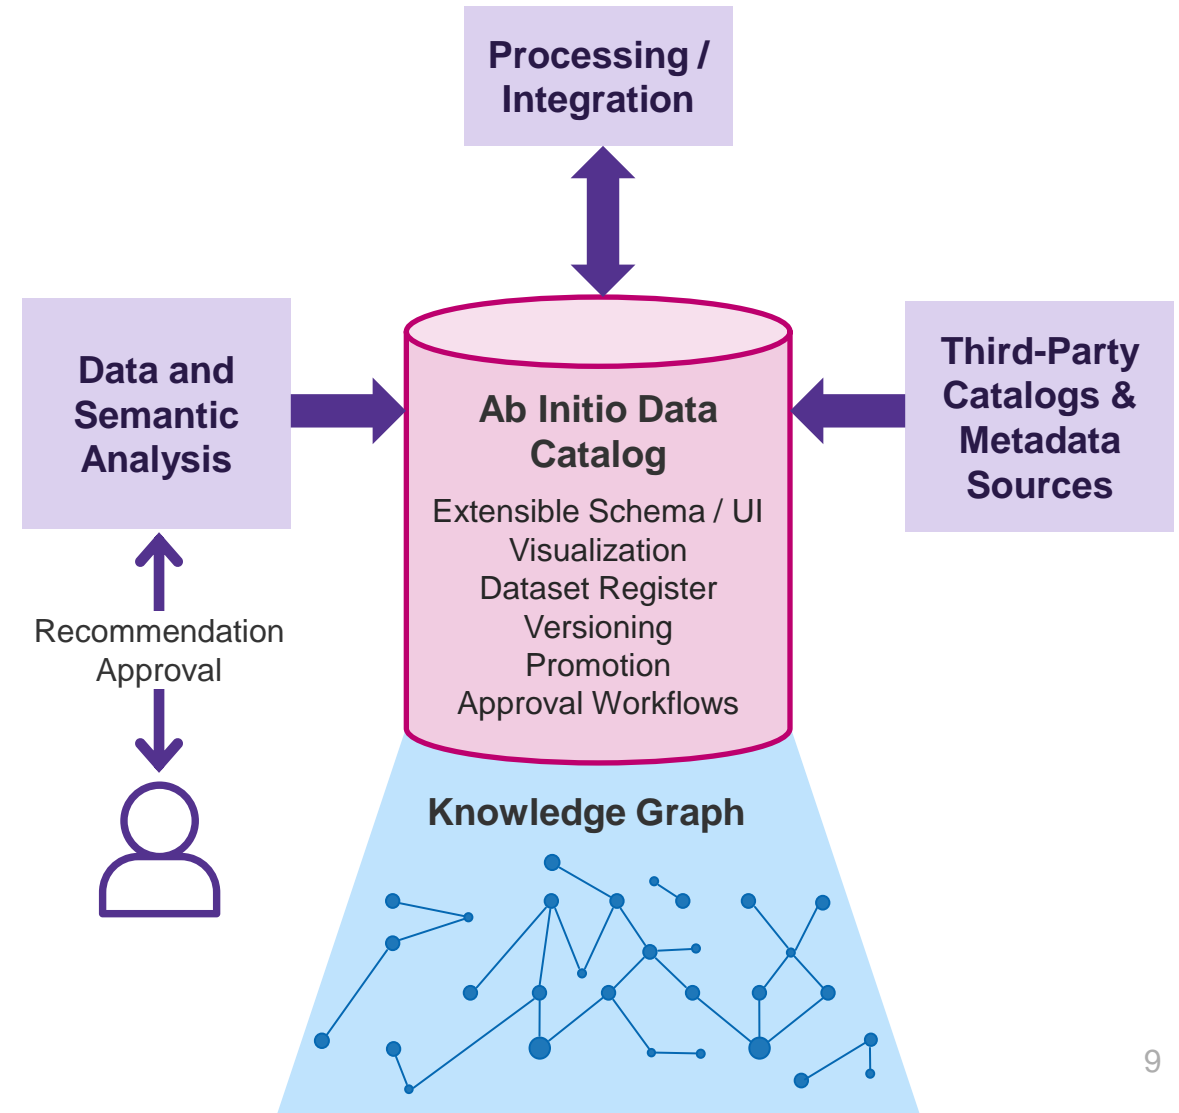 Processing /
Integration
Data and
Semantic
Analysis
Third-Party
Catalogs &
Metadata
Sources
Ab Initio Data
Catalog
Extensible Schema / UI
Visualization
Dataset Register
Versioning
Promotion
Approval Workflows
Recommendation
Approval
Knowledge Graph
9